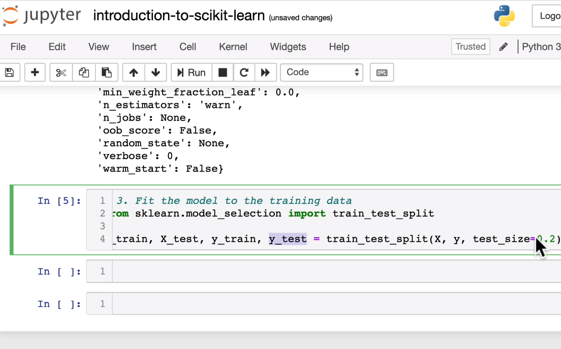 jupyter introduction-to-scikit-learn (unsaved changes)
Logo
File Edit View Insert Cell Kernel Widgets Help Trusted Python 3
Run Code
'min_weight_fraction_leaf': 0.0,
'n_estimators': 'warn',
'n_jobs': None,
'oob_score': False,
'random_state': None,
'verbose': 0,
'warm_start': False}
In [5]: 1 3. Fit the model to the training data
2 rom sklearn.model_selection import train_test_split
3
4 _train, X_test, y_train, y_test = train_test_split(X, y, test_size=0.2)
In [ ]: 1
In [ ]: 1